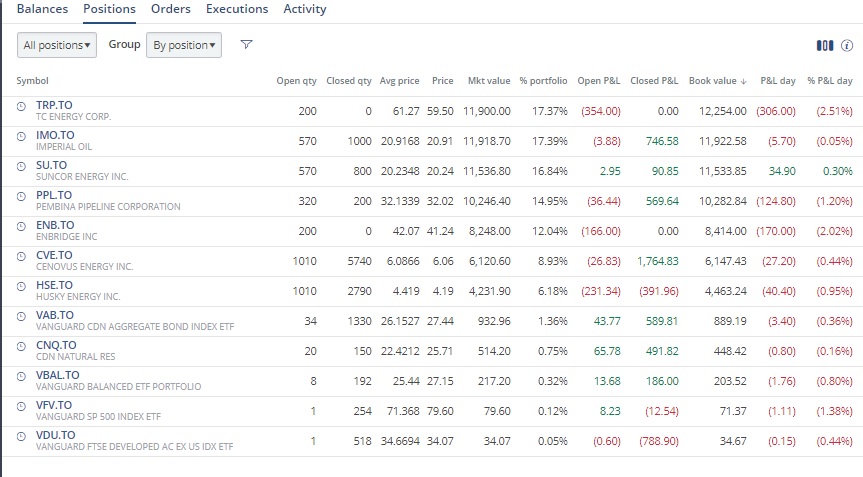 Balances Positions Orders Executions Activity
All positions▾ Group By position▾
Symbol Open qty Closed qty Avg price Price Mkt value % portfolio Open P&L Closed P&L Book value ↓ P&L day % P&L day
TRP.TO 200 0 61.27 59.50 11,900.00 17.37% (354.00) 0.00 12,254.00 (306.00) (2.51%)
TC ENERGY CORP.
IMO.TO 570 1000 20.9168 20.91 11,918.70 17.39% (3.88) 746.58 11,922.58 (5.70) (0.05%)
IMPERIAL OIL
SU.TO 570 800 20.2348 20.24 11,536.80 16.84% 2.95 90.85 11,533.85 34.90 0.30%
SUNCOR ENERGY INC.
PPL.TO 320 200 32.1339 32.02 10,246.40 14.95% (36.44) 569.64 10,282.84 (124.80) (1.20%)
PEMBINA PIPELINE CORPORATION
ENB.TO 200 0 42.07 41.24 8,248.00 12.04% (166.00) 0.00 8,414.00 (170.00) (2.02%)
ENBRIDGE INC
CVE.TO 1010 5740 6.0866 6.06 6,120.60 8.93% (26.83) 1,764.83 6,147.43 (27.20) (0.44%)
CENOVUS ENERGY INC.
HSE.TO 1010 2790 4.419 4.19 4,231.90 6.18% (231.34) (391.96) 4,463.24 (40.40) (0.95%)
HUSKY ENERGY INC.
VAB.TO 34 1330 26.1527 27.44 932.96 1.36% 43.77 589.81 889.19 (3.40) (0.36%)
VANGUARD CDN AGGREGATE BOND INDEX ETF
CNQ.TO 20 150 22.4212 25.71 514.20 0.75% 65.78 491.82 448.42 (0.80) (0.16%)
CDN NATURAL RES
VBAL.TO 8 192 25.44 27.15 217.20 0.32% 13.68 186.00 203.52 (1.76) (0.80%)
VANGUARD BALANCED ETF PORTFOLIO
VFV.TO 1 254 71.368 79.60 79.60 0.12% 8.23 (12.54) 71.37 (1.11) (1.38%)
VANGUARD SP 500 INDEX ETF
VDU.TO 1 518 34.6694 34.07 34.07 0.05% (0.60) (788.90) 34.67 (0.15) (0.44%)
VANGUARD FTSE DEVELOPED AC EX US IDX ETF